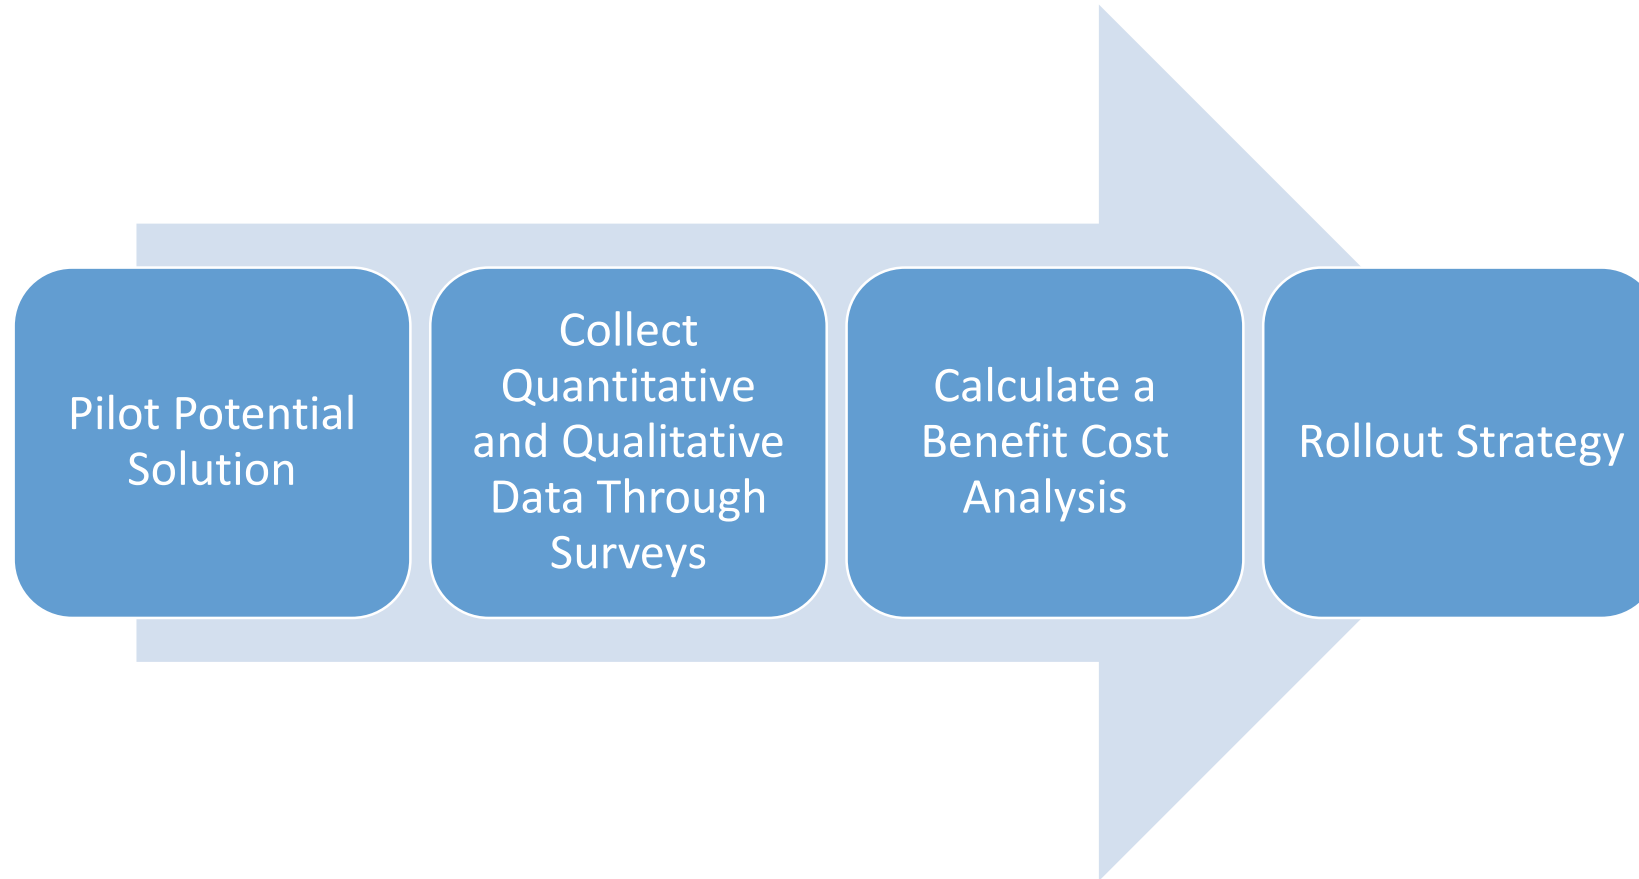 Pilot Potential
Solution
Collect
Quantitative
and Qualitative
Data Through
Surveys
Calculate a
Benefit Cost
Analysis
Rollout Strategy